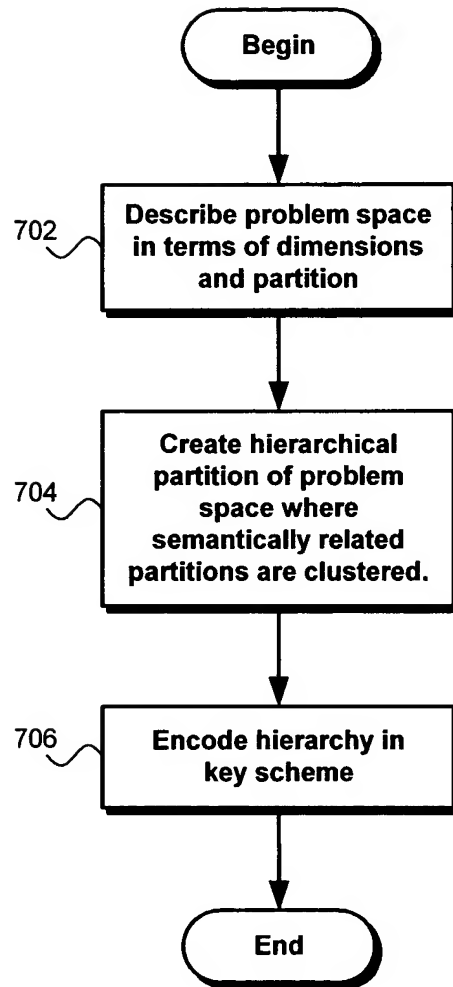 Begin
702
Describe problem space
in terms of dimensions
and partition
704
Create hierarchical
partition of problem
space where
semantically related
partitions are clustered.
706
Encode hierarchy in
key scheme
End